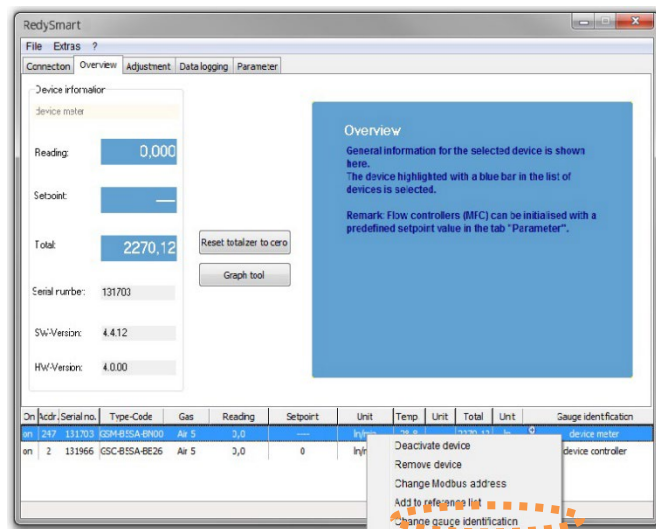 RedySmart
File Extras ?
Connecton Overview Adjustment Data logging Parameter
Device information
device meter
Reading: 0,000
Setpoint: ----
Total: 2270,12
Serial number: 131703
SW-Version: 4.4.12
HW-Version: 4.0.00
Reset totalizer to cero
Graph tool
Overview
General information for the selected device is shown
here.
The device highlighted with a blue bar in the list of
devices is selected.
Remark: Flow controllers (MFC) can be initialised with a
predefined setpoint value in the tab "Parameter".
On Accr. Serial no. Type-Code Gas Reading Setpoint Unit Temp. Unit Total Unit Gauge identification
on 247 131703 GSM-B5SA-BN00 Air 5 0,0 ---- ln/min 28,8 2270,12 ln device meter
on 2 131966 GSC-B5SA-BE26 Air 5 0,0 0 device controller
Deactivate device
Remove device
Change Modbus address
Add to reference list
Change gauge identification